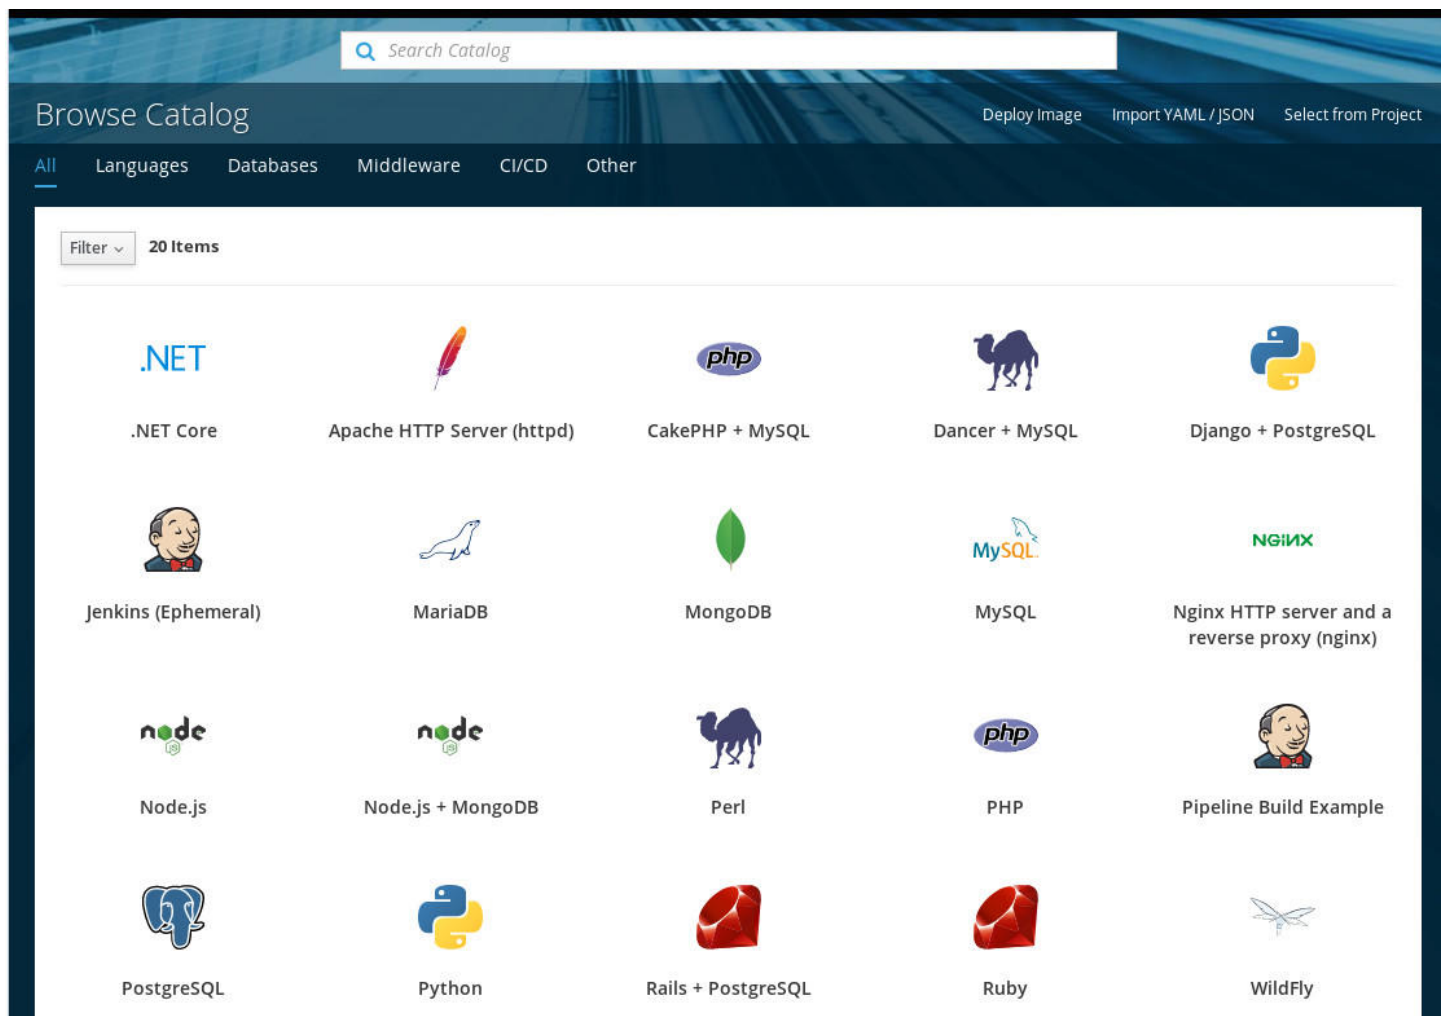 Search Catalog
Browse Catalog
Deploy Image Import YAML / JSON Select from Project
All Languages Databases Middleware CI/CD Other
Filter 20 Items
.NET php
.NET Core Apache HTTP Server (httpd) CakePHP + MySQL Dancer + MySQL Django + PostgreSQL
MySQL NGiNX
Jenkins (Ephemeral) MariaDB MongoDB MySQL Nginx HTTP server and a
reverse proxy (nginx)
node JS node JS php
Node.js Node.js + MongoDB Perl PHP Pipeline Build Example
PostgreSQL Python Rails + PostgreSQL Ruby WildFly